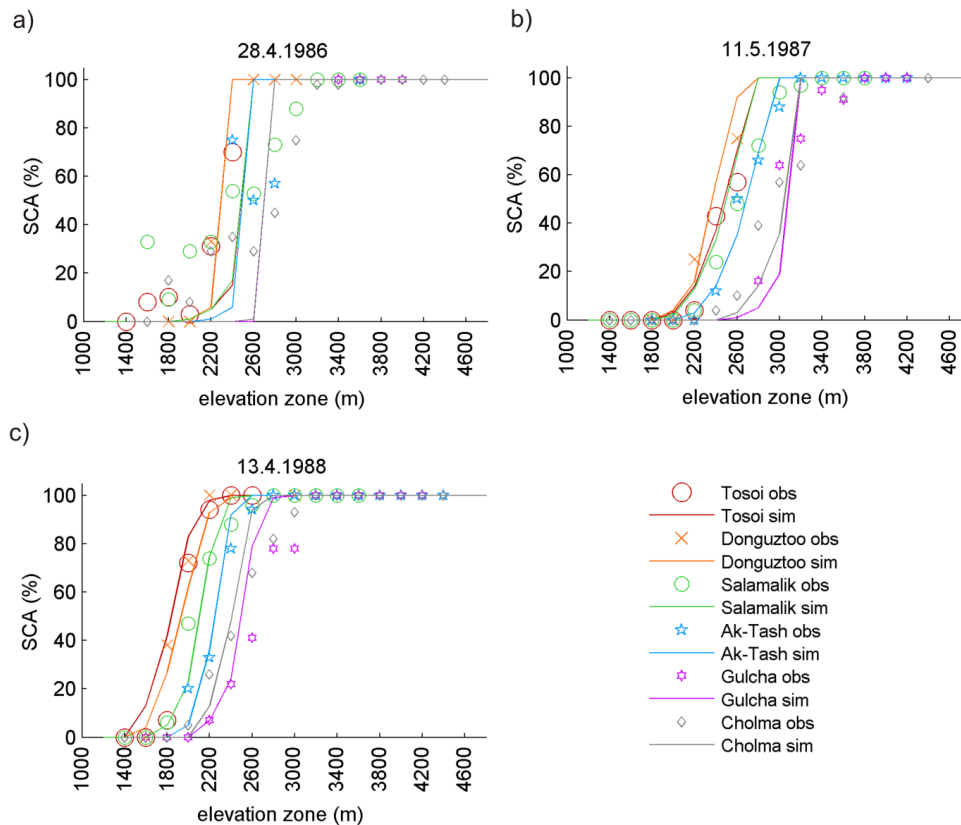 a)
28.4.1986
100
80
60
40
20
0
SCA (%)
1000
1400
1800
2200
2600
3000
3400
3800
4200
4600
elevation zone (m)
b)
11.5.1987
100
80
60
40
20
0
SCA (%)
1000
1400
1800
2200
2600
3000
3400
3800
4200
4600
elevation zone (m)
c)
13.4.1988
100
80
60
40
20
0
SCA (%)
1000
1400
1800
2200
2600
3000
3400
3800
4200
4600
elevation zone (m)
Tosoi obs
Tosoi sim
Donguztoo obs
Donguztoo sim
Salamalik obs
Salamalik sim
Ak-Tash obs
Ak-Tash sim
Gulcha obs
Gulcha sim
Cholma obs
Cholma sim